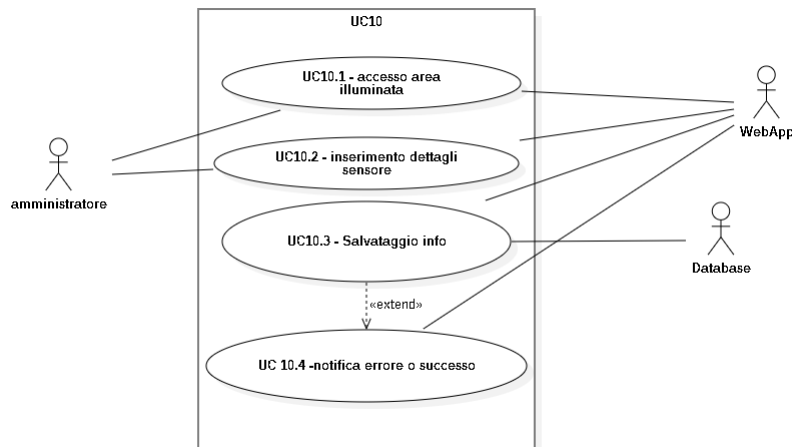 UC10
UC10.1 - accesso area
illuminata
WebApp
UC10.2 - inserimento dettagli
sensore
amministratore
UC10.3 - Salvataggio info
Database
«extend»
UC 10.4 -notifica errore o successo